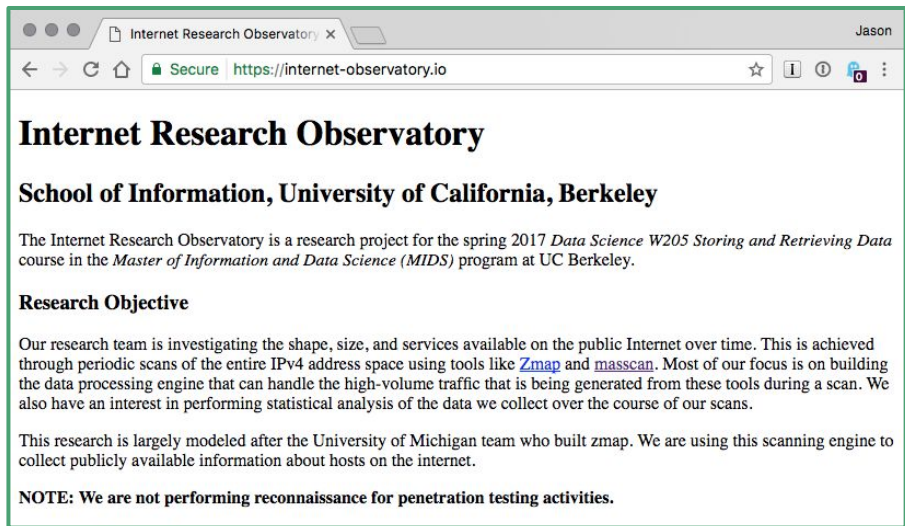 Internet Research Observatory
Jason
Secure https://internet-observatory.io
I
0
Internet Research Observatory
School of Information, University of California, Berkeley
The Internet Research Observatory is a research project for the spring 2017 Data Science W205 Storing and Retrieving Data
course in the Master of Information and Data Science (MIDS) program at UC Berkeley.
Research Objective
Our research team is investigating the shape, size, and services available on the public Internet over time. This is achieved
through periodic scans of the entire IPv4 address space using tools like Zmap and masscan. Most of our focus is on building
the data processing engine that can handle the high-volume traffic that is being generated from these tools during a scan. We
also have an interest in performing statistical analysis of the data we collect over the course of our scans.
This research is largely modeled after the University of Michigan team who built zmap. We are using this scanning engine to
collect publicly available information about hosts on the internet.
NOTE: We are not performing reconnaissance for penetration testing activities.